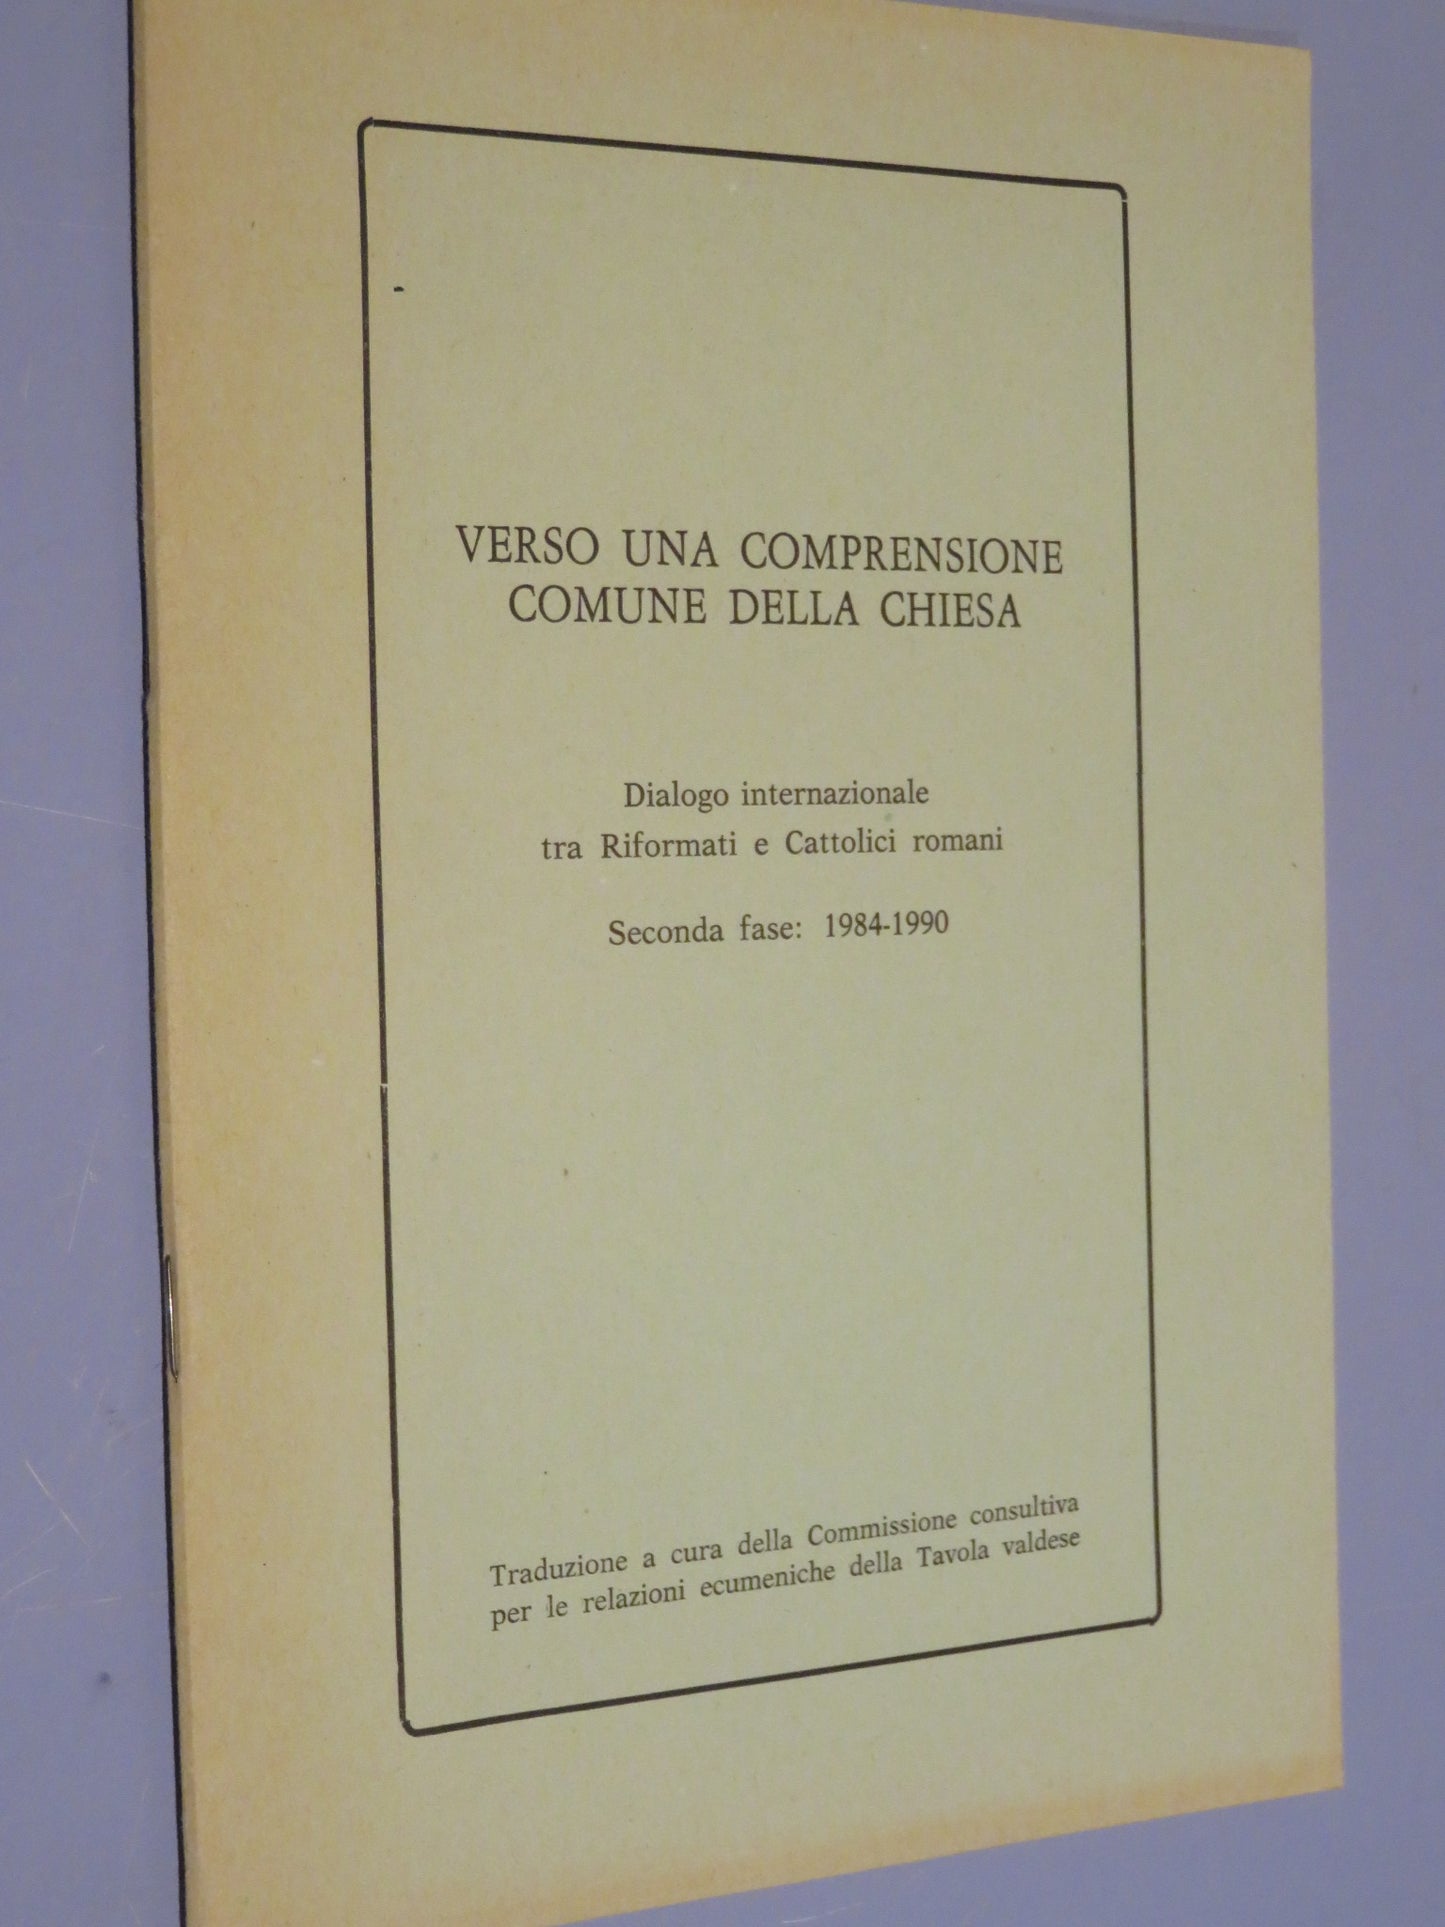 VERSO UNA COMPRENSIONE
COMUNE DELLA CHIESA
Dialogo internazionale
tra Riformati e Cattolici romani
Seconda fase: 1984-1990
Traduzione a cura della Commissione consultiva
per le relazioni ecumeniche della Tavola valdese